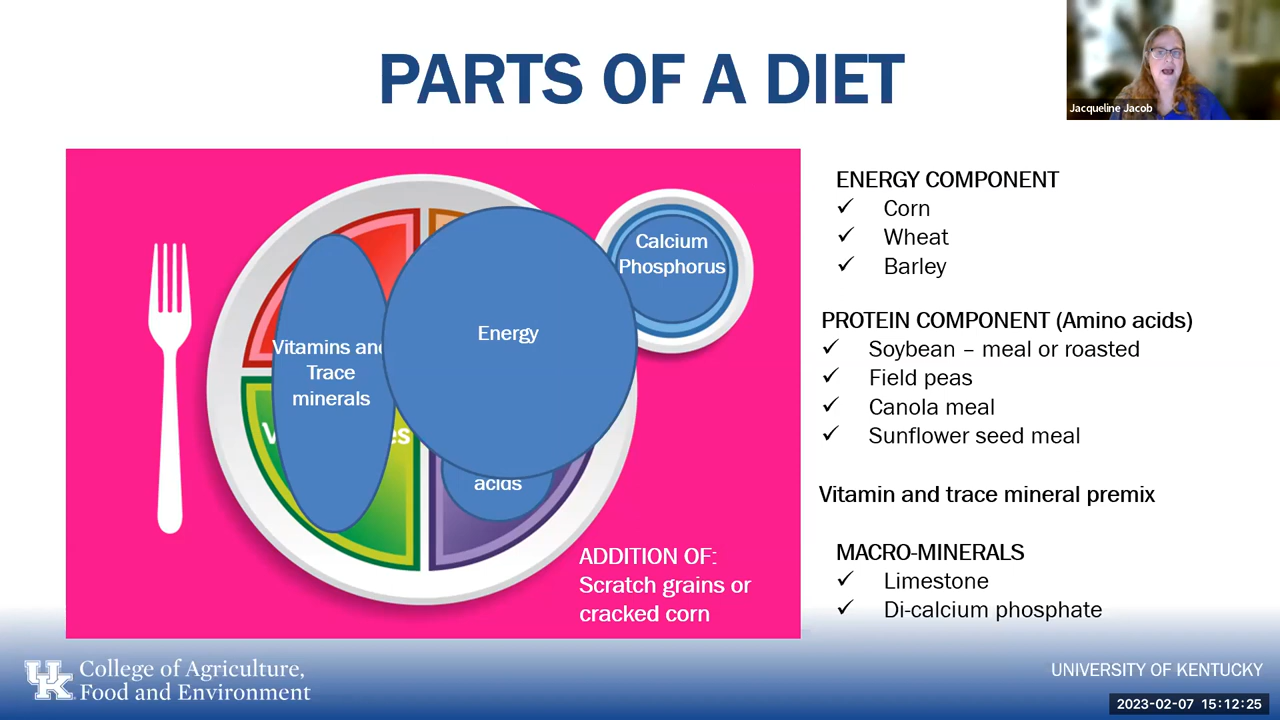 PARTS OF A DIET
Jacqueline Jacob
Calcium
Phosphorus
Energy
Vitamins and
Trace
minerals
acids
ADDITION OF:
Scratch grains or
cracked corn
ENERGY COMPONENT
✓ Corn
✓ Wheat
✓ Barley
PROTEIN COMPONENT (Amino acids)
✓ Soybean – meal or roasted
✓ Field peas
✓ Canola meal
✓ Sunflower seed meal
Vitamin and trace mineral premix
MACRO-MINERALS
✓ Limestone
✓ Di-calcium phosphate
UK College of Agriculture,
Food and Environment
UNIVERSITY OF KENTUCKY
2023-02-07 15:12:25